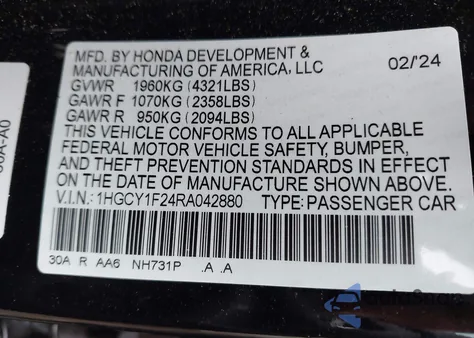 MFD. BY HONDA DEVELOPMENT &
MANUFACTURING OF AMERICA, LLC 02/24
GVWR 1960KG (4321LBS)
GAWR F 1070KG (2358LBS)
GAWR R 950KG (2094LBS)
THIS VEHICLE CONFORMS TO ALL APPLICABLE
FEDERAL MOTOR VEHICLE SAFETY, BUMPER,
AND THEFT PREVENTION STANDARDS IN EFFECT
ON THE DATE OF MANUFACTURE SHOWN ABOVE.
V.I.N.: 1HGCY1F24RA042880 TYPE: PASSENGER CAR
30A R AA6 NH731P .A .A